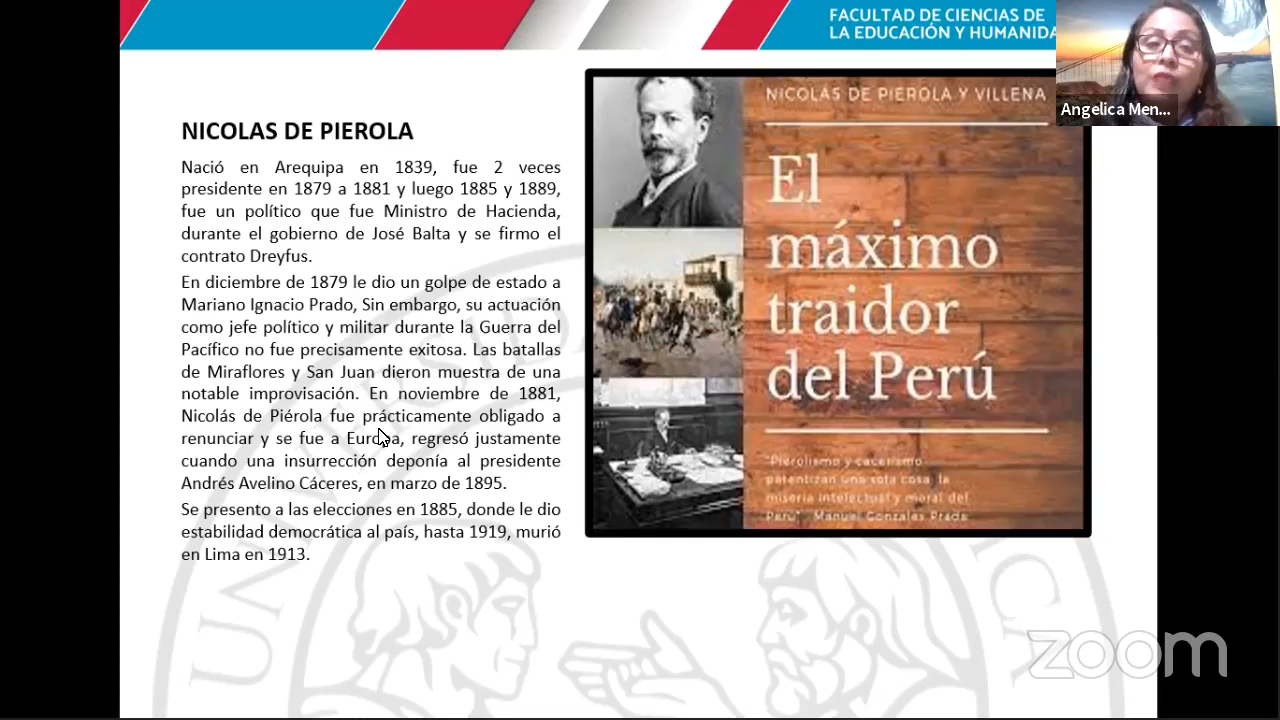 FACULTAD DE CIENCIAS DE
LA EDUCACIÓN Y HUMANIDA
Angelica Men...
NICOLAS DE PIEROLA
Nació en Arequipa en 1839, fue 2 veces
presidente en 1879 a 1881 y luego 1885 y 1889,
fue un político que fue Ministro de Hacienda,
durante el gobierno de José Balta y se firmo el
contrato Dreyfus.
En diciembre de 1879 le dio un golpe de estado a
Mariano Ignacio Prado, Sin embargo, su actuación
como jefe político y militar durante la Guerra del
Pacífico no fue precisamente exitosa. Las batallas
de Miraflores y San Juan dieron muestra de una
notable improvisación. En noviembre de 1881,
Nicolás de Piérola fue prácticamente obligado a
renunciar y se fue a Europa, regresó justamente
cuando una insurrección deponía al presidente
Andrés Avelino Cáceres, en marzo de 1895.
Se presento a las elecciones en 1885, donde le dio
estabilidad democrática al país, hasta 1919, murió
en Lima en 1913.
NICOLAS DE PIEROLA Y VILLENA
El
máximo
traidor
del Perú
"Pierolismo y cacerismo
patentizan una sola cosa: la
miseria intelectual y moral del
Perú" Manuel Gonzales Prada
zoom